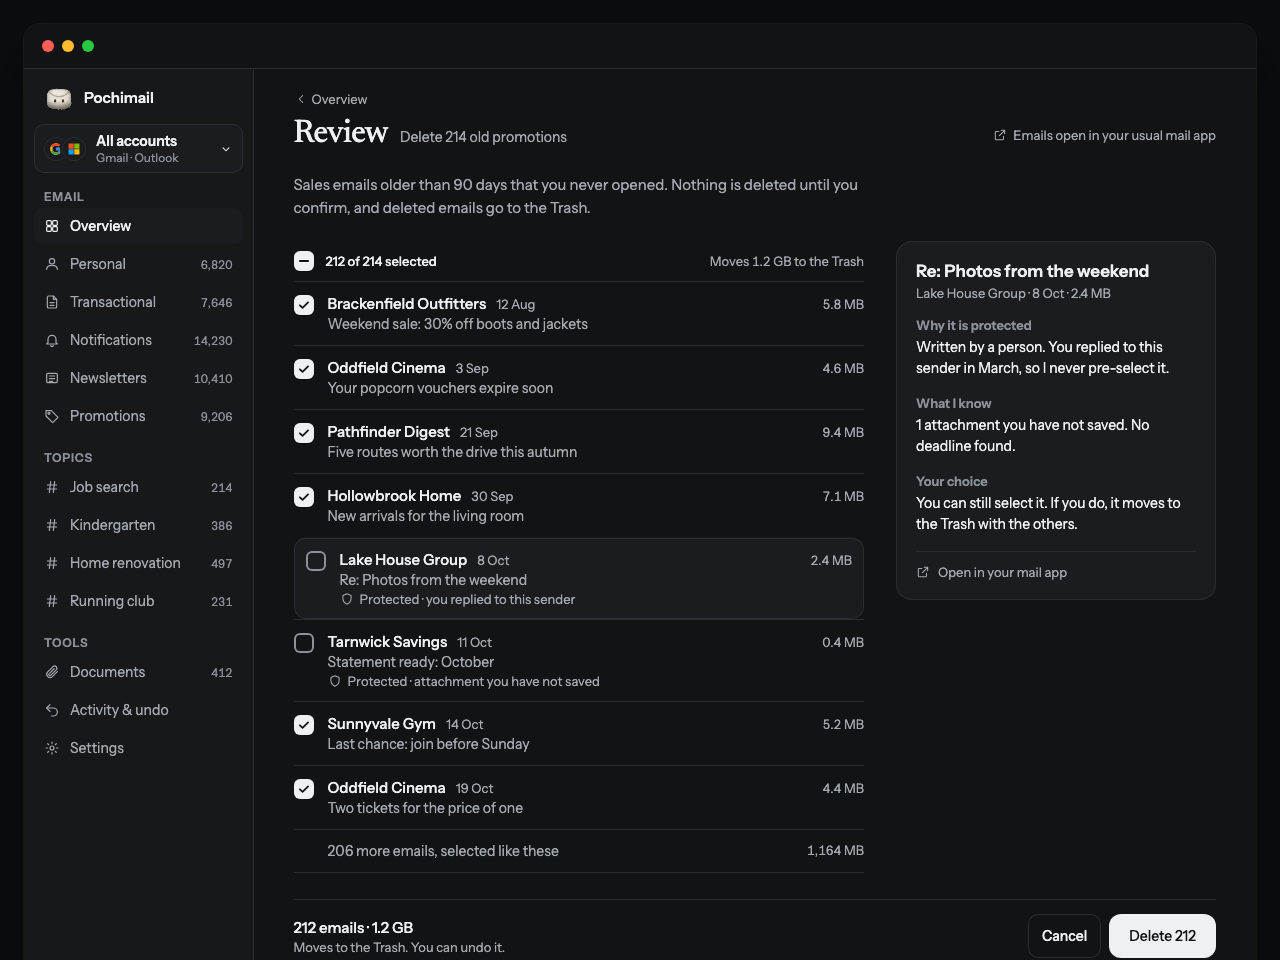 Pochimail
All accounts
Gmail · Outlook
EMAIL
Overview
Personal 6,820
Transactional 7,646
Notifications 14,230
Newsletters 10,410
Promotions 9,206
TOPICS
Job search 214
Kindergarten 386
Home renovation 497
Running club 231
TOOLS
Documents 412
Activity & undo
Settings
Overview
Review Delete 214 old promotions
Emails open in your usual mail app
Sales emails older than 90 days that you never opened. Nothing is deleted until you
confirm, and deleted emails go to the Trash.
212 of 214 selected Moves 1.2 GB to the Trash
Brackenfield Outfitters 12 Aug 5.8 MB
Weekend sale: 30% off boots and jackets
Oddfield Cinema 3 Sep 4.6 MB
Your popcorn vouchers expire soon
Pathfinder Digest 21 Sep 9.4 MB
Five routes worth the drive this autumn
Hollowbrook Home 30 Sep 7.1 MB
New arrivals for the living room
Lake House Group 8 Oct 2.4 MB
Re: Photos from the weekend
Protected · you replied to this sender
Tarnwick Savings 11 Oct 0.4 MB
Statement ready: October
Protected · attachment you have not saved
Sunnyvale Gym 14 Oct 5.2 MB
Last chance: join before Sunday
Oddfield Cinema 19 Oct 4.4 MB
Two tickets for the price of one
206 more emails, selected like these 1,164 MB
Re: Photos from the weekend
Lake House Group · 8 Oct · 2.4 MB
Why it is protected
Written by a person. You replied to this
sender in March, so I never pre-select it.
What I know
1 attachment you have not saved. No
deadline found.
Your choice
You can still select it. If you do, it moves to
the Trash with the others.
Open in your mail app
212 emails · 1.2 GB
Moves to the Trash. You can undo it.
Cancel
Delete 212